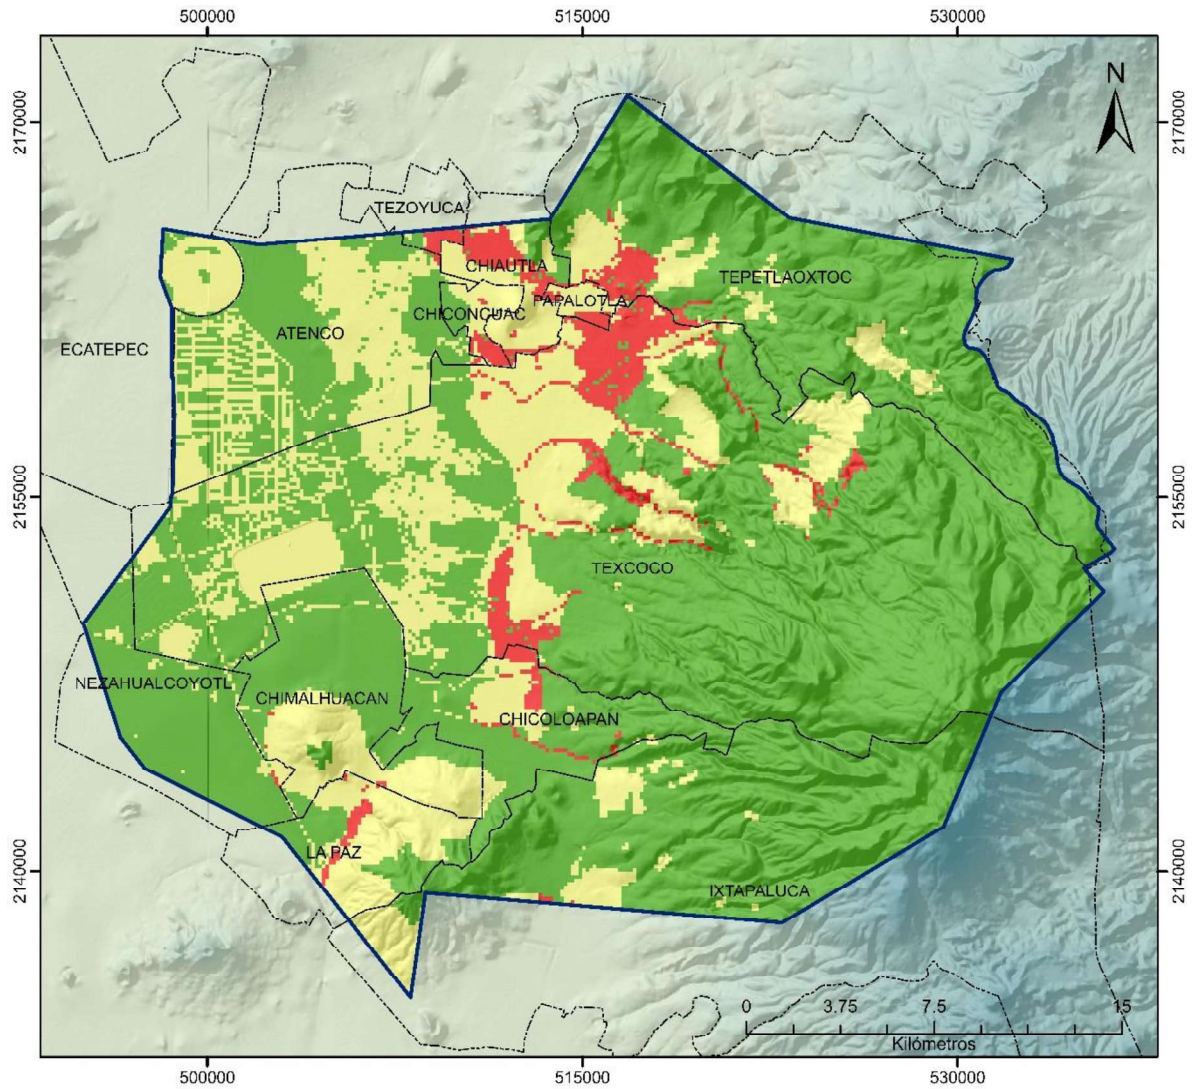 500000 515000 530000
N
2170000 2170000
TEZOYUCA
CHIAUTLA
TEPETLAOXTOC
PAPALOTLA
CHICONCUAC
ATENCO
ECATEPEC
2155000 2155000
TEXCOCO
NEZAHUALCOYOTL
CHIMALHUACAN
CHICOLOAPAN
LA PAZ
2140000 2140000
IXTAPALUCA
0 3.75 7.5 15
Kilómetros
500000 515000 530000